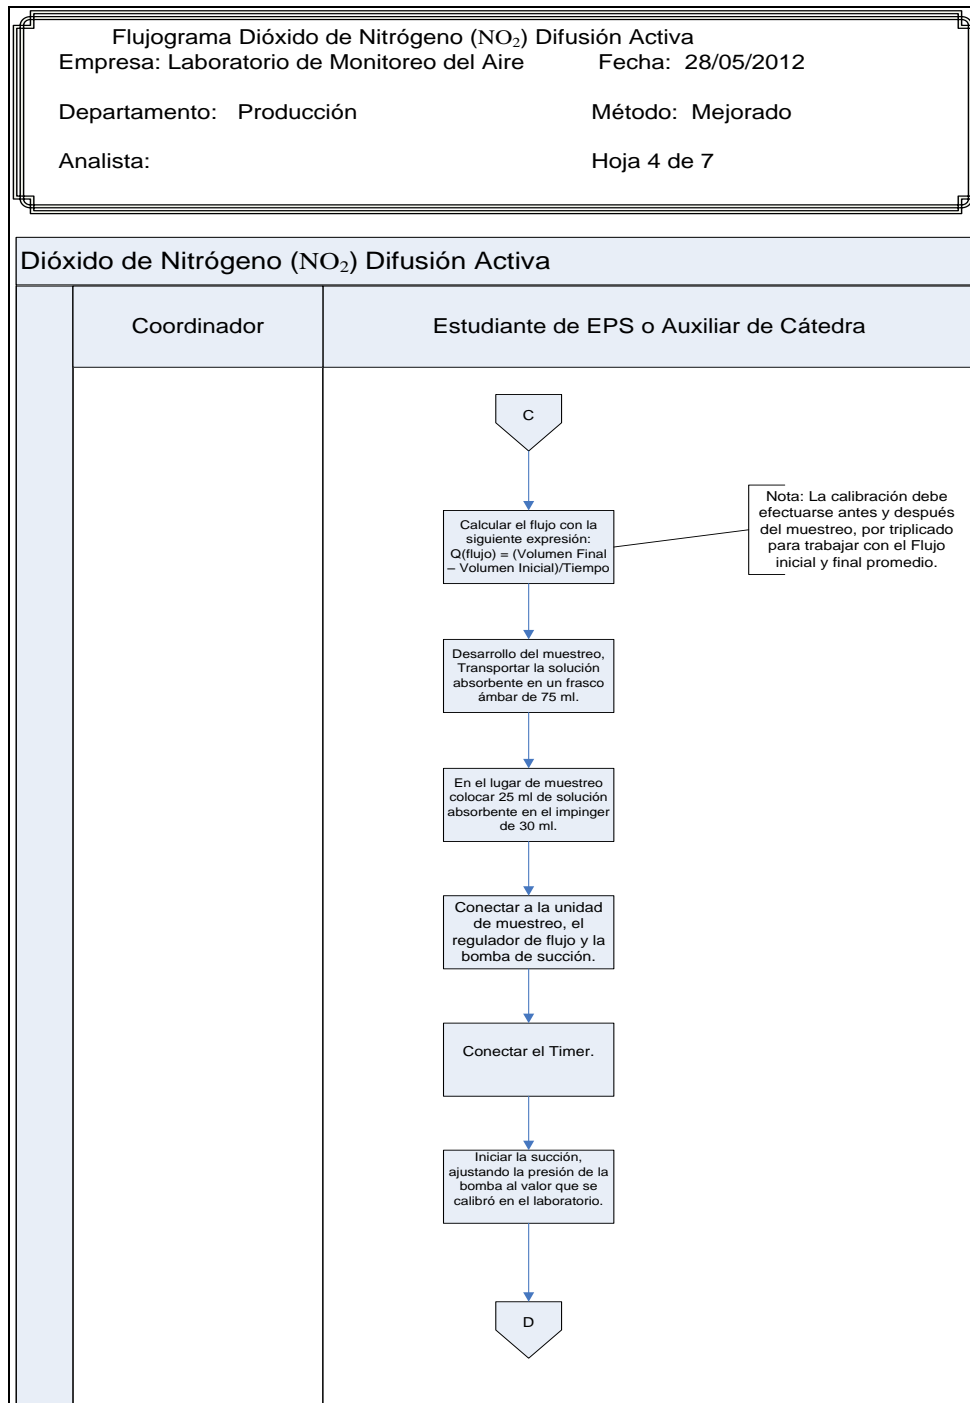 Flujograma Dióxido de Nitrógeno (NO₂) Difusión Activa
Empresa: Laboratorio de Monitoreo del Aire Fecha: 28/05/2012
Departamento: Producción Método: Mejorado
Analista: Hoja 4 de 7
Dióxido de Nitrógeno (NO₂) Difusión Activa
Coordinador Estudiante de EPS o Auxiliar de Cátedra
C
Calcular el flujo con la
siguiente expresión:
Q(flujo) = (Volumen Final
– Volumen Inicial)/Tiempo
Nota: La calibración debe
efectuarse antes y después
del muestreo, por triplicado
para trabajar con el Flujo
inicial y final promedio.
Desarrollo del muestreo,
Transportar la solución
absorbente en un frasco
ámbar de 75 ml.
En el lugar de muestreo
colocar 25 ml de solución
absorbente en el impinger
de 30 ml.
Conectar a la unidad
de muestreo, el
regulador de flujo y la
bomba de succión.
Conectar el Timer.
Iniciar la succión,
ajustando la presión de la
bomba al valor que se
calibró en el laboratorio.
D